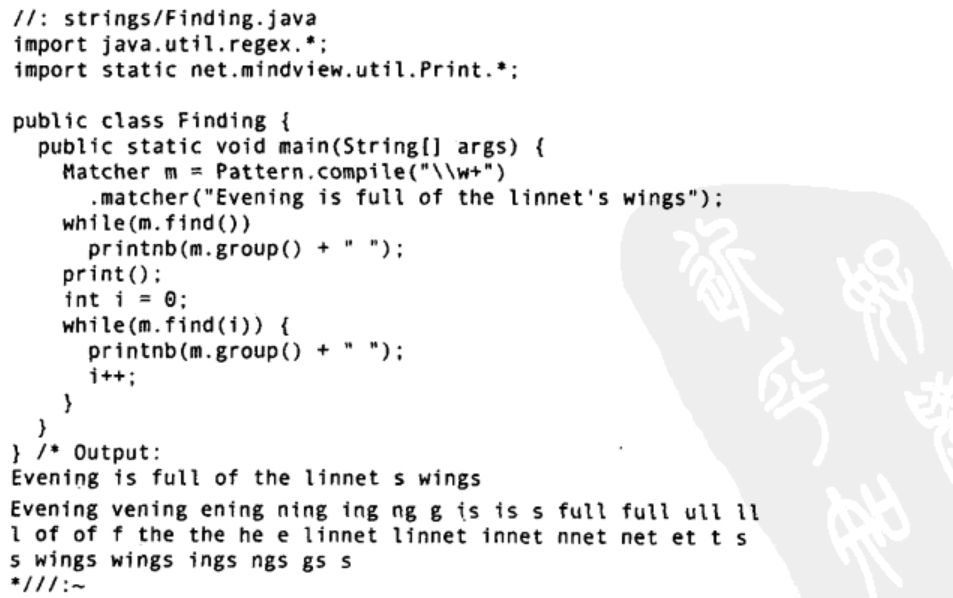 //: strings/Finding.java
import java.util.regex.*;
import static net.mindview.util.Print.*;
public class Finding {
  public static void main(String[] args) {
    Matcher m = Pattern.compile("\\w+")
      .matcher("Evening is full of the linnet's wings");
    while(m.find())
      printnb(m.group() + " ");
    print();
    int i = 0;
    while(m.find(i)) {
      printnb(m.group() + " ");
      i++;
    }
  }
} /* Output:
Evening is full of the linnet s wings
Evening vening ening ning ing ng g is is s full full ull ll
l of of f the the he e linnet linnet innet nnet net et t s
s wings wings ings ngs gs s
*///:~